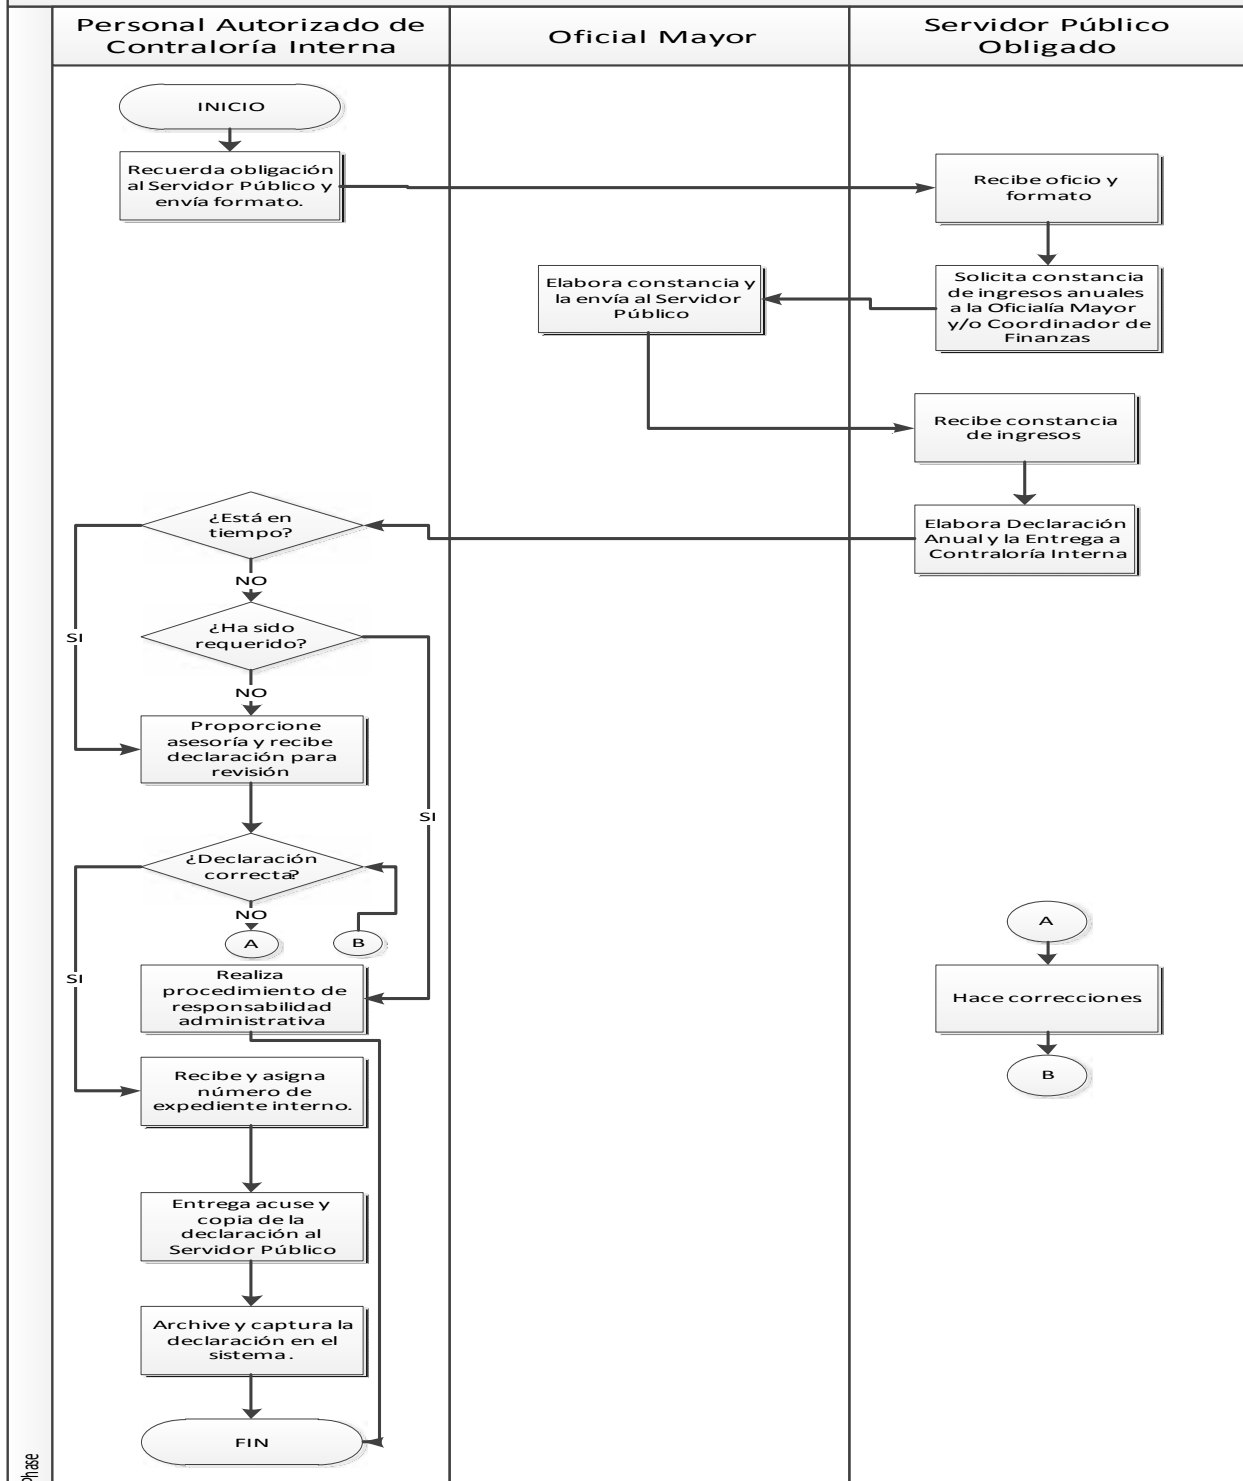 Personal Autorizado de
Contraloría Interna
Oficial Mayor
Servidor Público
Obligado
INICIO
Recuerda obligación
al Servidor Público y
envía formato.
Recibe oficio y
formato
Elabora constancia y
la envía al Servidor
Público
Solicita constancia
de ingresos anuales
a la Oficialía Mayor
y/o Coordinador de
Finanzas
Recibe constancia
de ingresos
¿Está en
tiempo?
Elabora Declaración
Anual y la Entrega a
Contraloría Interna
NO
SI
¿Ha sido
requerido?
NO
Proporcione
asesoría y recibe
declaración para
revisión
SI
¿Declaración
correcta?
NO
A
B
A
SI
Realiza
procedimiento de
responsabilidad
administrativa
Hace correcciones
B
Recibe y asigna
número de
expediente interno.
Entrega acuse y
copia de la
declaración al
Servidor Público
Archive y captura la
declaración en el
sistema.
FIN
Phase